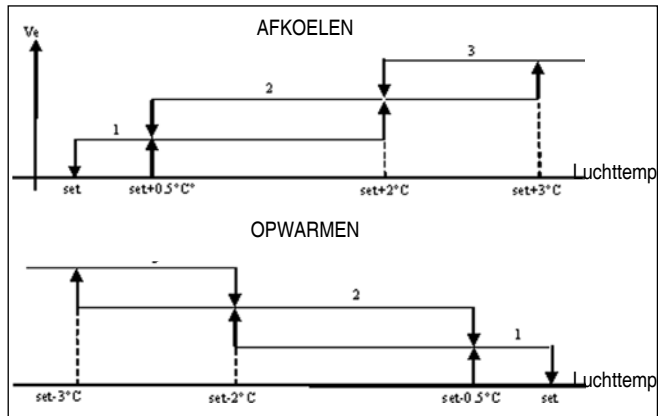 AFKOELEN
Ve
3
2
1
Luchttemp
set set+0.5°C° set+2°C set+3°C
OPWARMEN
2
1
Luchttemp
set-3°C set-2°C set-0.5°C set